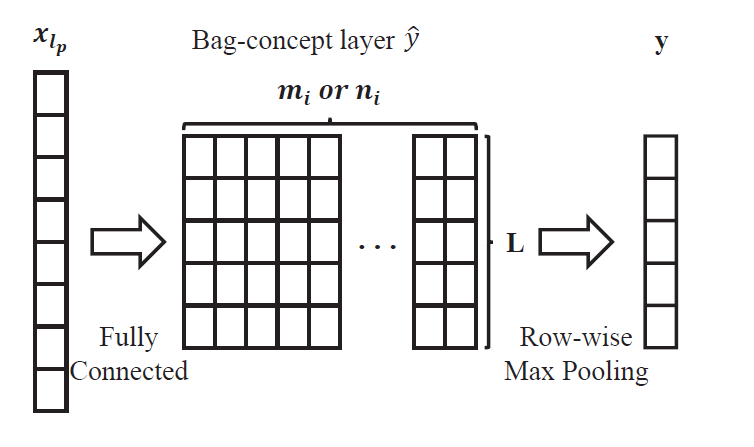 x_{l_p}
Bag-concept layer ŷ
y
m_i or n_i
. . .
L
Fully
Connected
Row-wise
Max Pooling